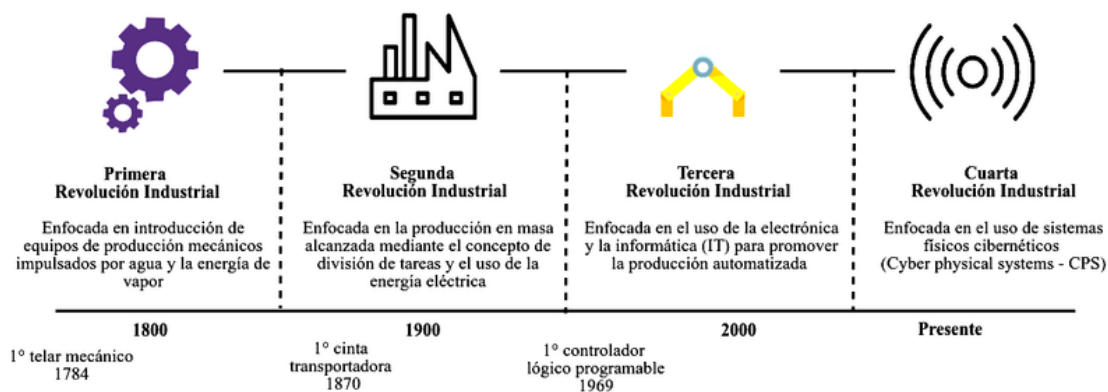 Primera
Revolución Industrial
Enfocada en introducción de
equipos de producción mecánicos
impulsados por agua y la energía de
vapor
Segunda
Revolución Industrial
Enfocada en la producción en masa
alcanzada mediante el concepto de
división de tareas y el uso de la
energía eléctrica
Tercera
Revolución Industrial
Enfocada en el uso de la electrónica
y la informática (IT) para promover
la producción automatizada
Cuarta
Revolución Industrial
Enfocada en el uso de sistemas
físicos cibernéticos
(Cyber physical systems - CPS)
1800
1900
2000
Presente
1° telar mecánico
1784
1° cinta
transportadora
1870
1° controlador
lógico programable
1969